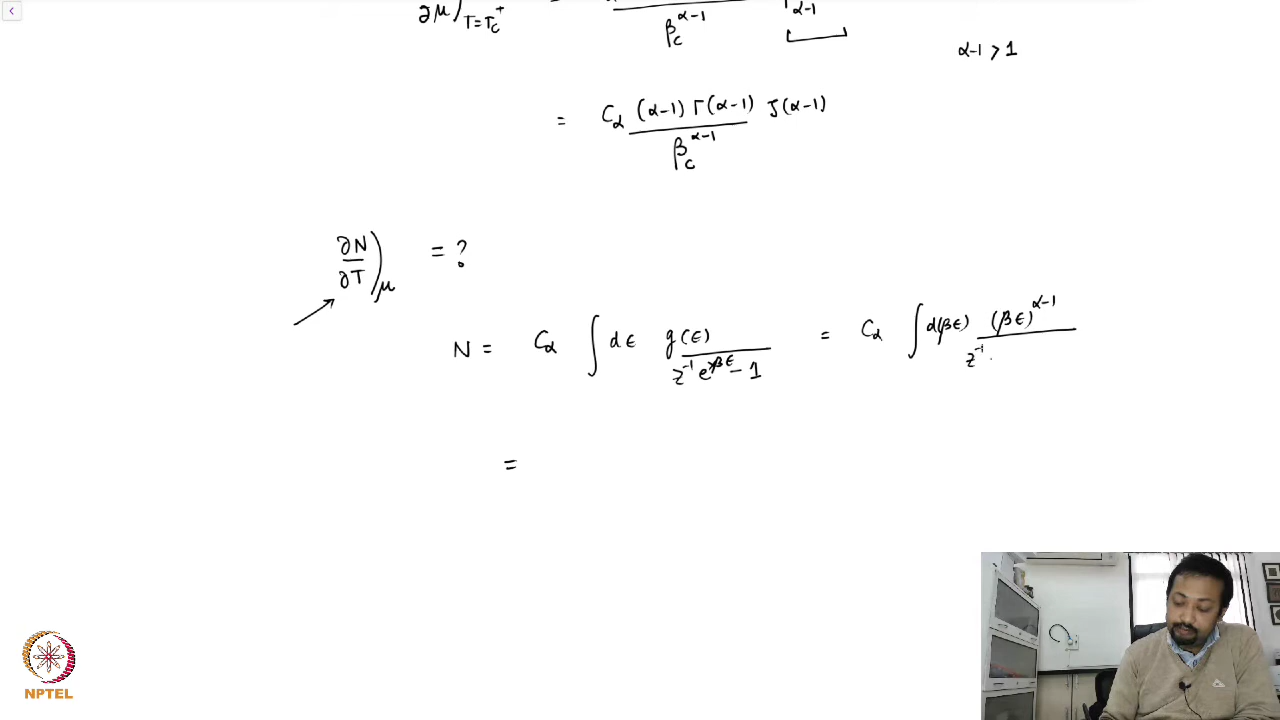 ∂μ)T=Tc⁺ = βc^(α-1) α-1
α-1 > 1
= Cα (α-1) Γ(α-1) ζ(α-1) / βc^(α-1)
∂N/∂T)μ = ?
N = Cα ∫ dε g(ε) / z⁻¹ e^(βε) - 1 = Cα ∫ d(βε) (βε)^(α-1) / z⁻¹
=
NPTEL